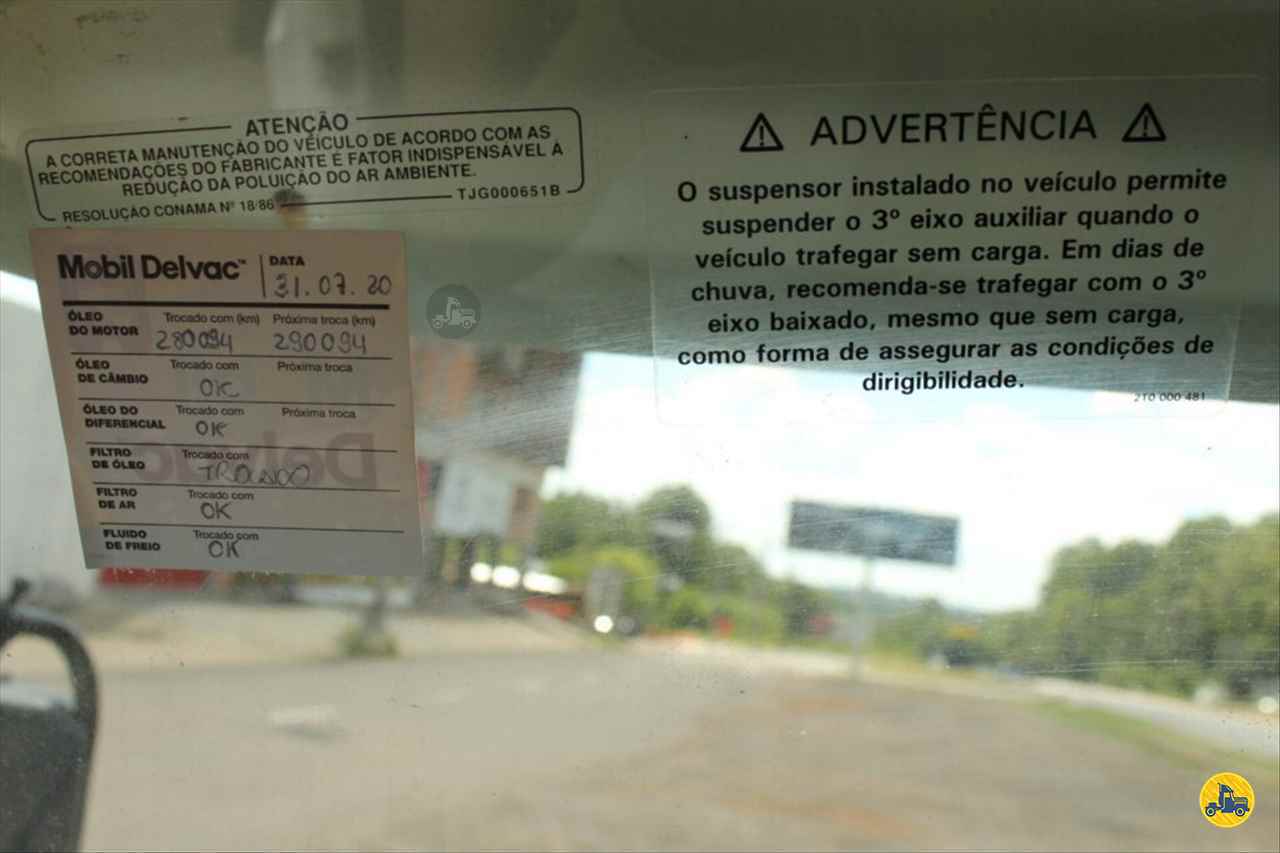 ATENÇÃO
A CORRETA MANUTENÇÃO DO VEÍCULO DE ACORDO COM AS
RECOMENDAÇÕES DO FABRICANTE É FATOR INDISPENSÁVEL À
REDUÇÃO DA POLUIÇÃO DO AR AMBIENTE.
RESOLUÇÃO CONAMA Nº 18/86 TJG000651B
Mobil Delvac™ DATA
31.07.20
ÓLEO DO MOTOR Trocado com (km) Próxima troca (km)
280094 290094
ÓLEO DE CÂMBIO Trocado com Próxima troca
OK
ÓLEO DO DIFERENCIAL Trocado com Próxima troca
OK
FILTRO DE ÓLEO Trocado com
TROCADO
FILTRO DE AR Trocado com
OK
FLUIDO DE FREIO Trocado com
OK
ADVERTÊNCIA
O suspensor instalado no veículo permite
suspender o 3º eixo auxiliar quando o
veículo trafegar sem carga. Em dias de
chuva, recomenda-se trafegar com o 3º
eixo baixado, mesmo que sem carga,
como forma de assegurar as condições de
dirigibilidade.
2T0 000 481